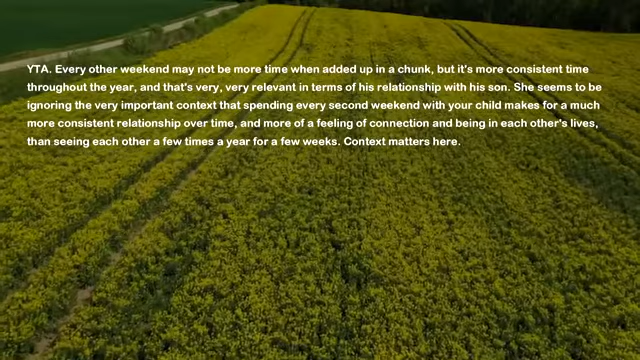 YTA. Every other weekend may not be more time when added up in a chunk, but it's more consistent time
throughout the year, and that's very, very relevant in terms of his relationship with his son. She seems to be
ignoring the very important context that spending every second weekend with your child makes for a much
more consistent relationship over time, and more of a feeling of connection and being in each other's lives,
than seeing each other a few times a year for a few weeks. Context matters here.